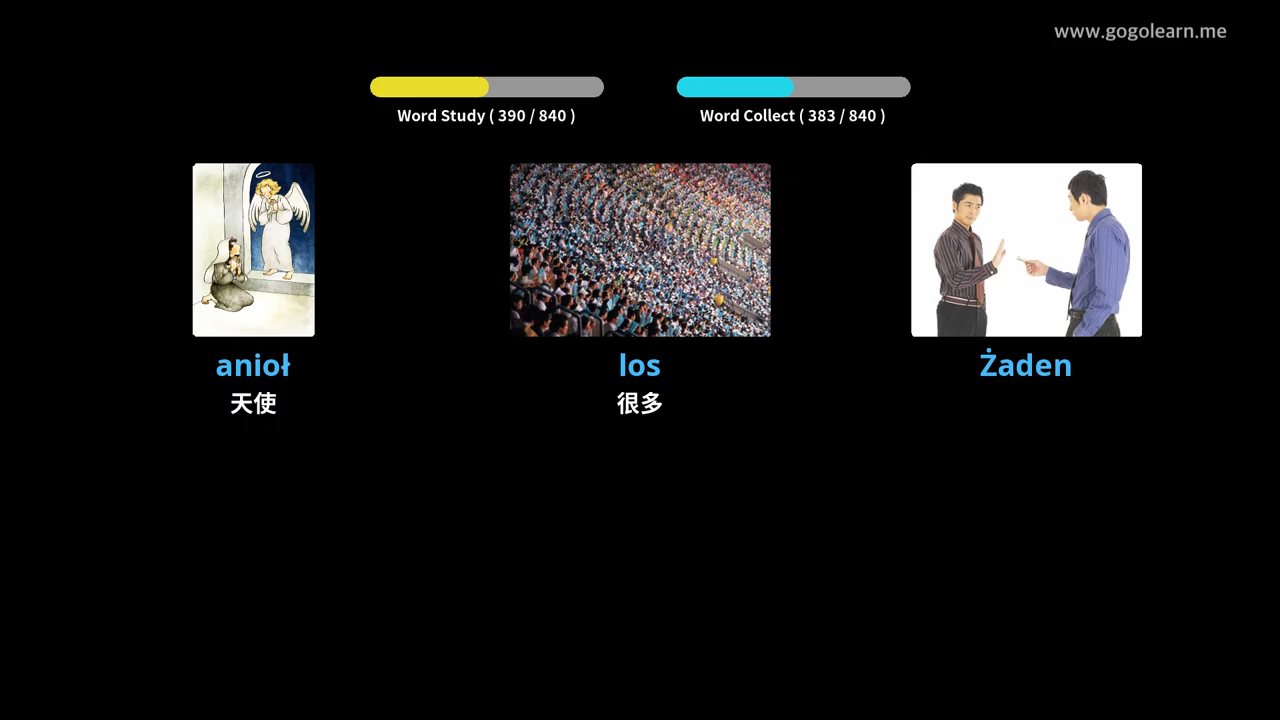 www.gogolearn.me
Word Study ( 390 / 840 )
Word Collect ( 383 / 840 )
anioł
天使
los
很多
Żaden